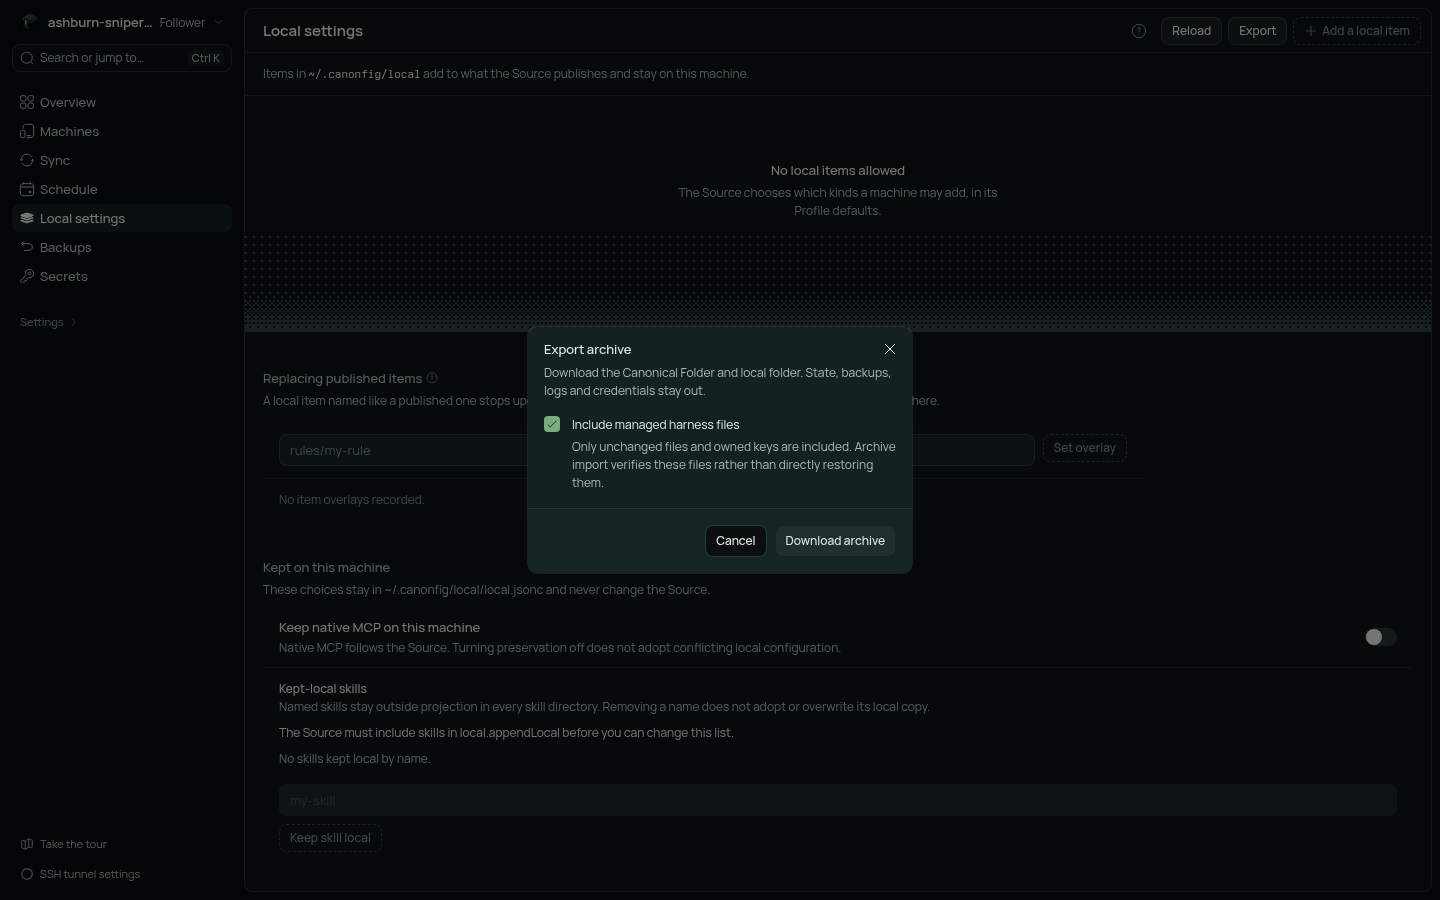 ashburn-sniper... Follower
Search or jump to... Ctrl K
Overview
Machines
Sync
Schedule
Local settings
Backups
Secrets
Settings
Take the tour
SSH tunnel settings
Local settings
Reload
Export
Add a local item
Items in ~/.canonfig/local add to what the Source publishes and stay on this machine.
No local items allowed
The Source chooses which kinds a machine may add, in its
Profile defaults.
Replacing published items
A local item named like a published one stops up
here.
rules/my-rule
Set overlay
No item overlays recorded.
Export archive
Download the Canonical Folder and local folder. State, backups,
logs and credentials stay out.
Include managed harness files
Only unchanged files and owned keys are included. Archive
import verifies these files rather than directly restoring
them.
Cancel
Download archive
Kept on this machine
These choices stay in ~/.canonfig/local/local.jsonc and never change the Source.
Keep native MCP on this machine
Native MCP follows the Source. Turning preservation off does not adopt conflicting local configuration.
Kept-local skills
Named skills stay outside projection in every skill directory. Removing a name does not adopt or overwrite its local copy.
The Source must include skills in local.appendLocal before you can change this list.
No skills kept local by name.
my-skill
Keep skill local